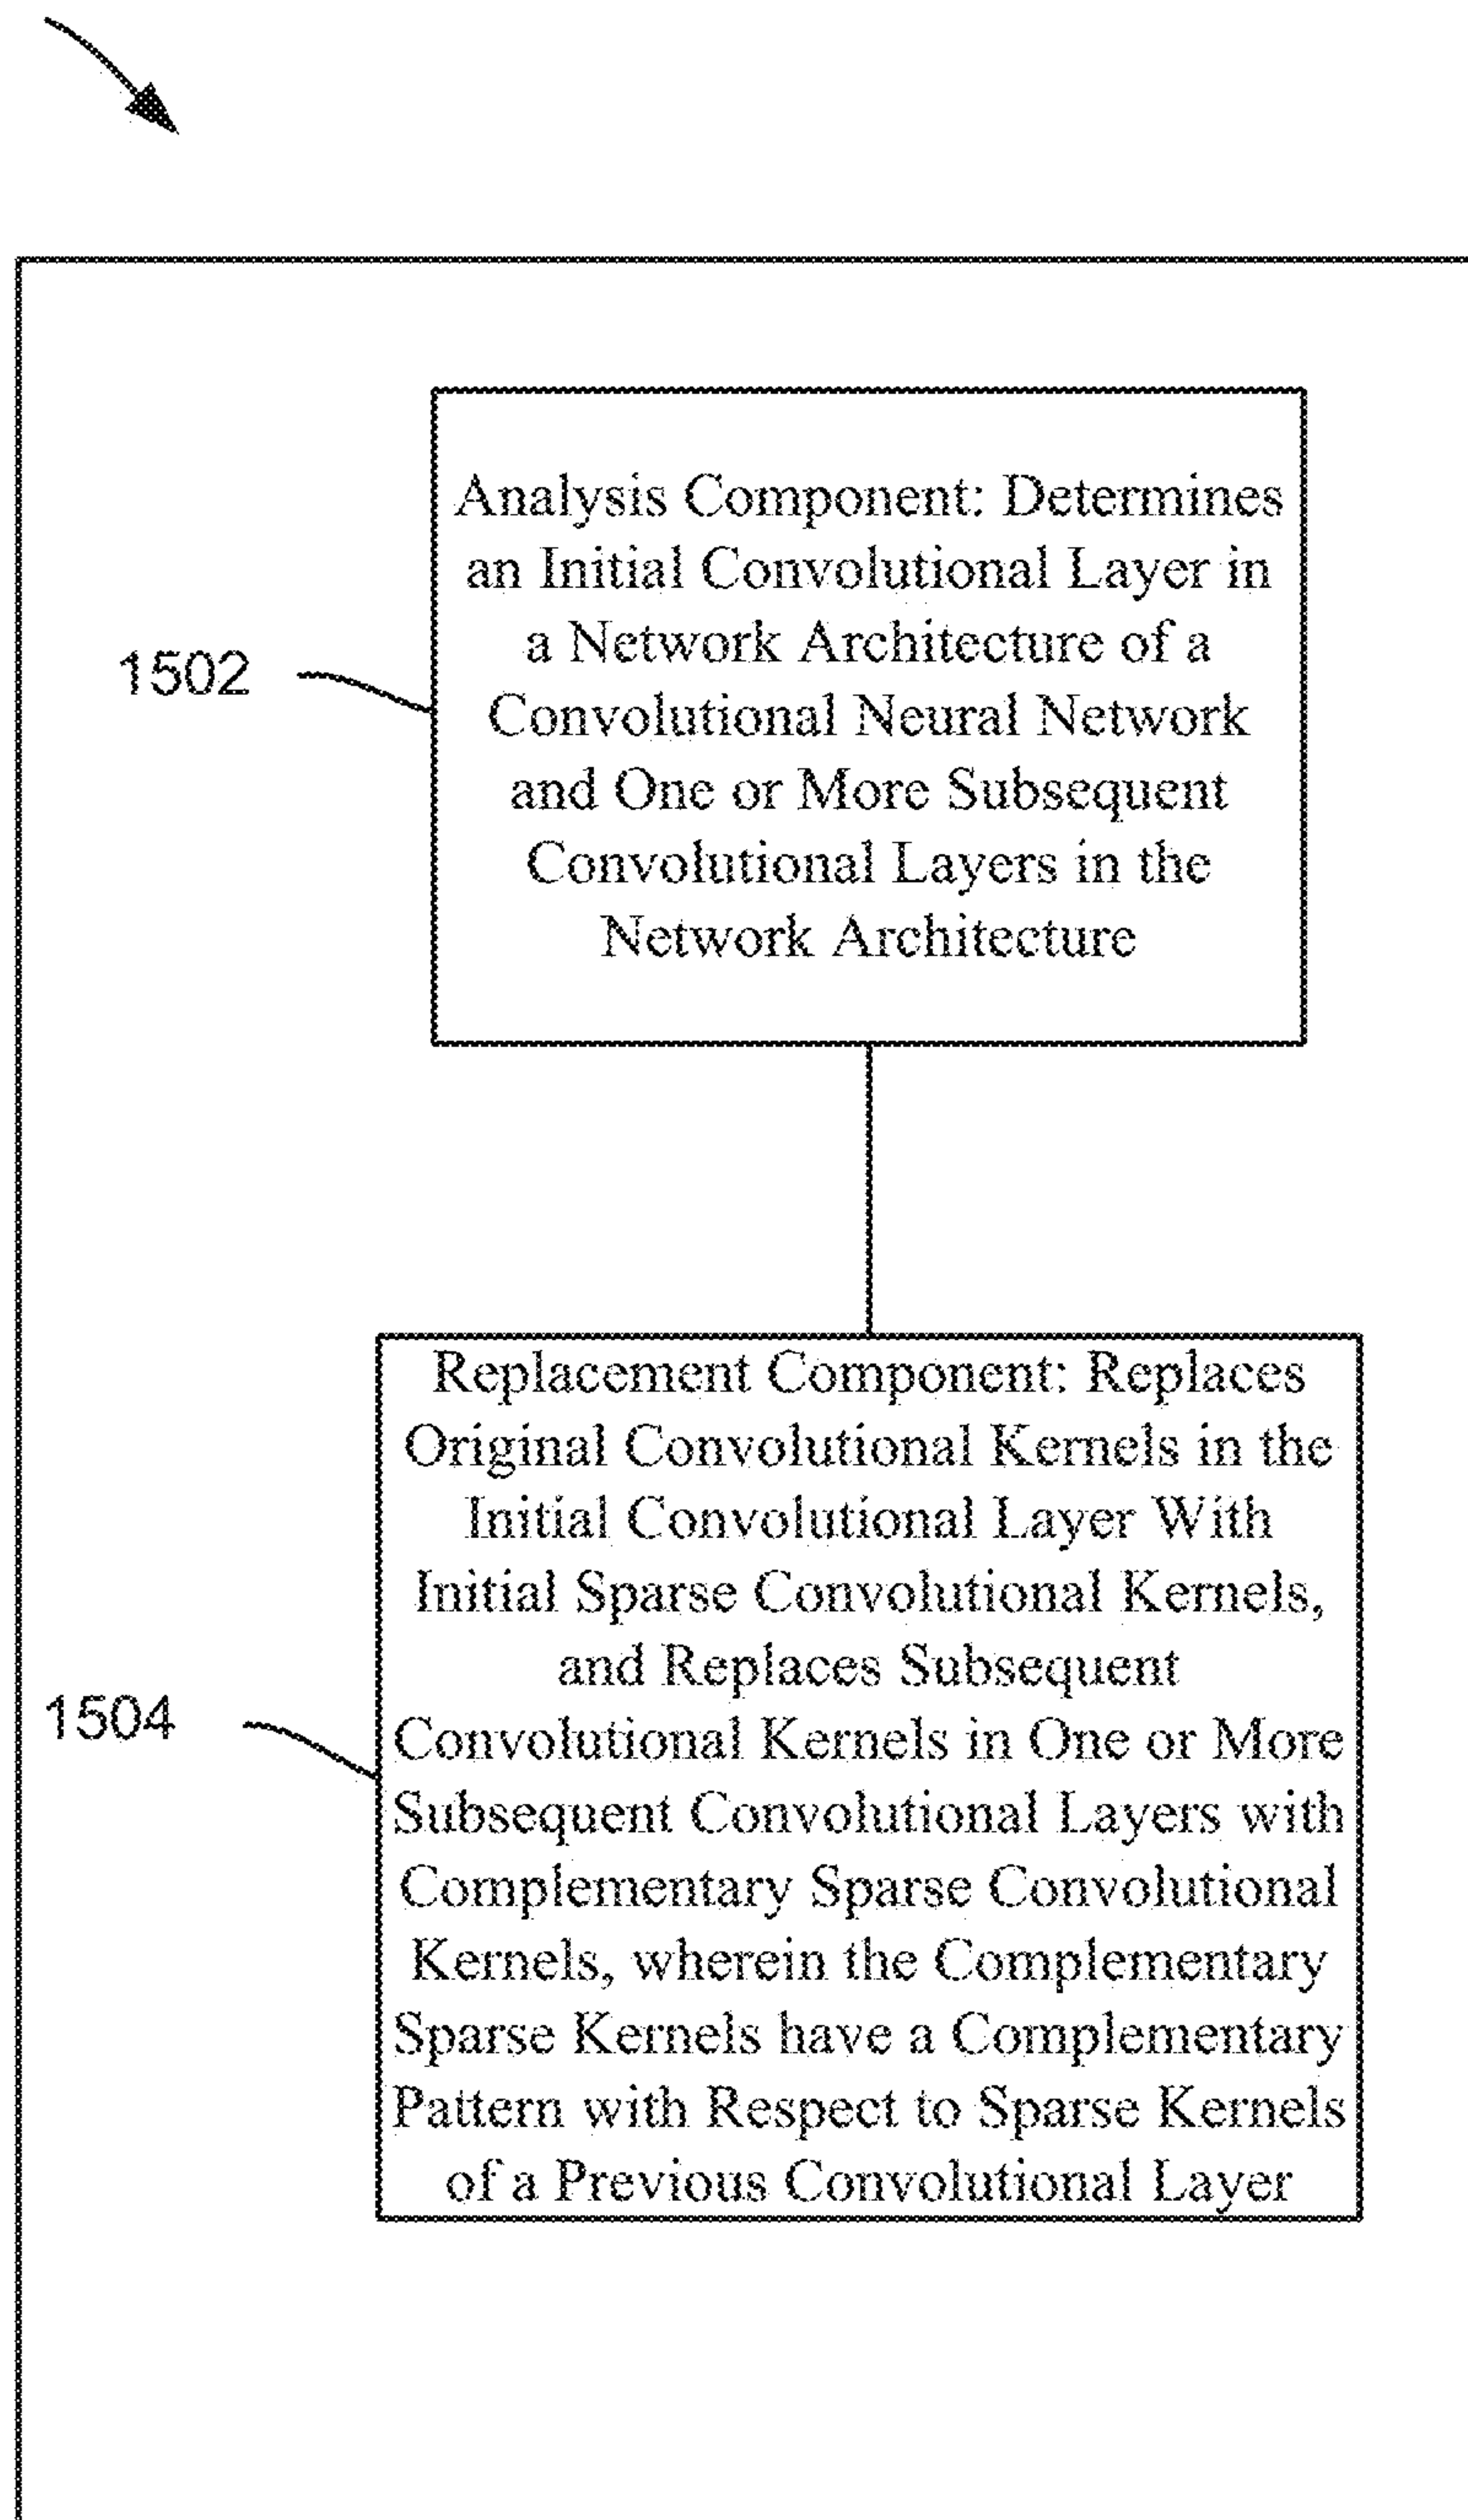 Analysis Component: Determines
an Initial Convolutional Layer in
a Network Architecture of a
Convolutional Neural Network
and One or More Subsequent
Convolutional Layers in the
Network Architecture
1502
Replacement Component: Replaces
Original Convolutional Kernels in the
Initial Convolutional Layer With
Initial Sparse Convolutional Kernels,
and Replaces Subsequent
Convolutional Kernels in One or More
Subsequent Convolutional Layers with
Complementary Sparse Convolutional
Kernels, wherein the Complementary
Sparse Kernels have a Complementary
Pattern with Respect to Sparse Kernels
of a Previous Convolutional Layer
1504